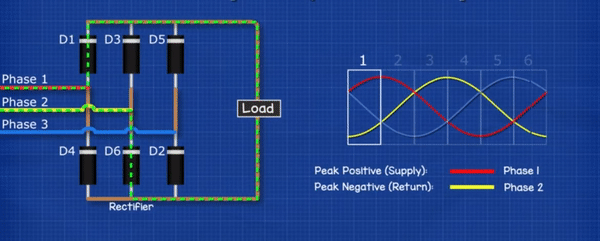 D1
D3
D5
Phase 1
Phase 2
Phase 3
D4
D6
D2
Rectifier
Load
1
2
3
4
5
6
Peak Positive (Supply):
Phase 1
Peak Negative (Return):
Phase 2